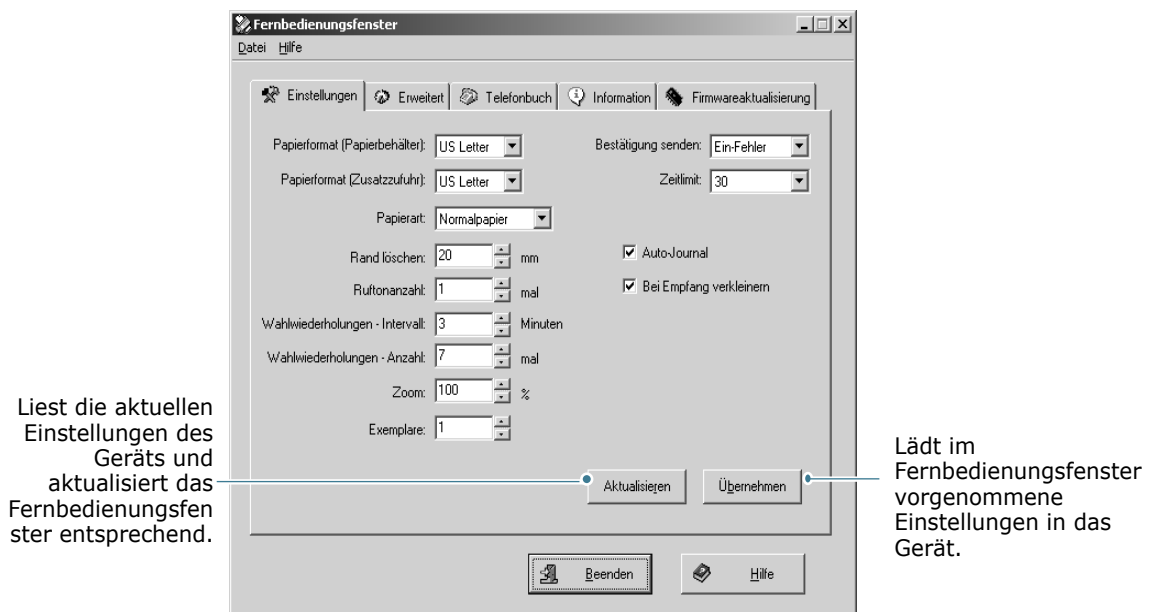 Fernbedienungsfenster
Datei Hilfe
Einstellungen Erweitert Telefonbuch Information Firmwareaktualisierung
Papierformat (Papierbehälter): US Letter Bestätigung senden: Ein-Fehler
Papierformat (Zusatzzufuhr): US Letter Zeitlimit: 30
Papierart: Normalpapier
Rand löschen: 20 mm Auto-Journal
Ruftonanzahl: 1 mal Bei Empfang verkleinern
Wahlwiederholungen - Intervall: 3 Minuten
Wahlwiederholungen - Anzahl: 7 mal
Zoom: 100 %
Exemplare: 1
Aktualisieren Übernehmen
Beenden Hilfe
Liest die aktuellen
Einstellungen des
Geräts und
aktualisiert das
Fernbedienungsfen
ster entsprechend.
Lädt im
Fernbedienungsfenster
vorgenommene
Einstellungen in das
Gerät.